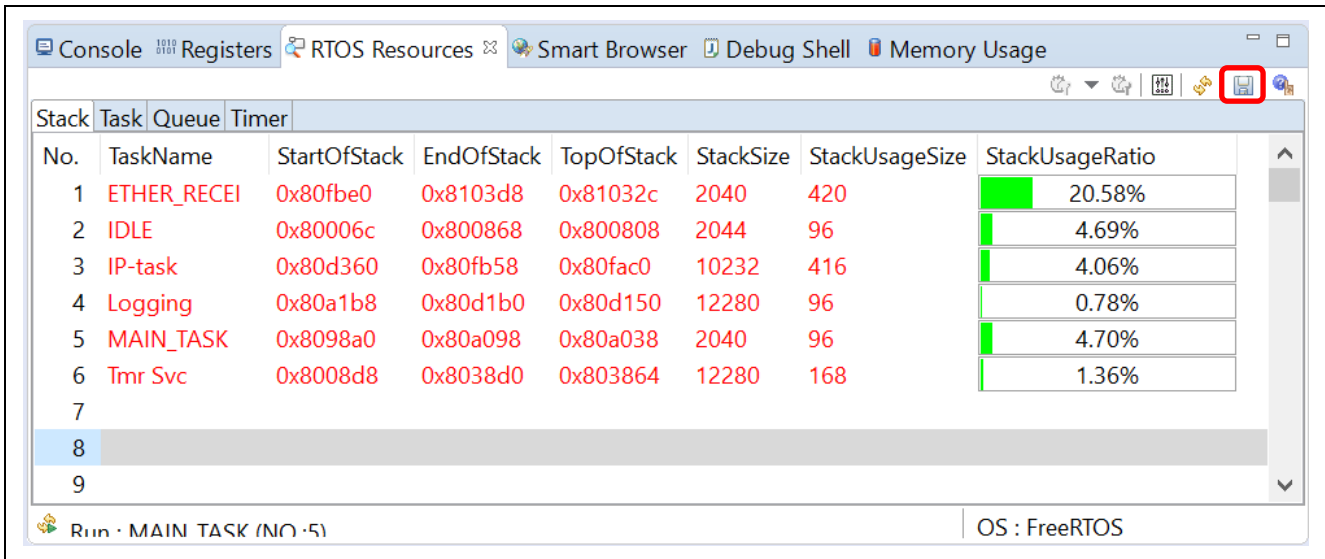 Console Registers RTOS Resources Smart Browser Debug Shell Memory Usage
Stack Task Queue Timer
No. TaskName StartOfStack EndOfStack TopOfStack StackSize StackUsageSize StackUsageRatio
1 ETHER_RECEI 0x80fbe0 0x8103d8 0x81032c 2040 420 20.58%
2 IDLE 0x80006c 0x800868 0x800808 2044 96 4.69%
3 IP-task 0x80d360 0x80fb58 0x80fac0 10232 416 4.06%
4 Logging 0x80a1b8 0x80d1b0 0x80d150 12280 96 0.78%
5 MAIN_TASK 0x8098a0 0x80a098 0x80a038 2040 96 4.70%
6 Tmr Svc 0x8008d8 0x8038d0 0x803864 12280 168 1.36%
7
8
9
Run : MAIN_TASK (NO.:5) OS : FreeRTOS